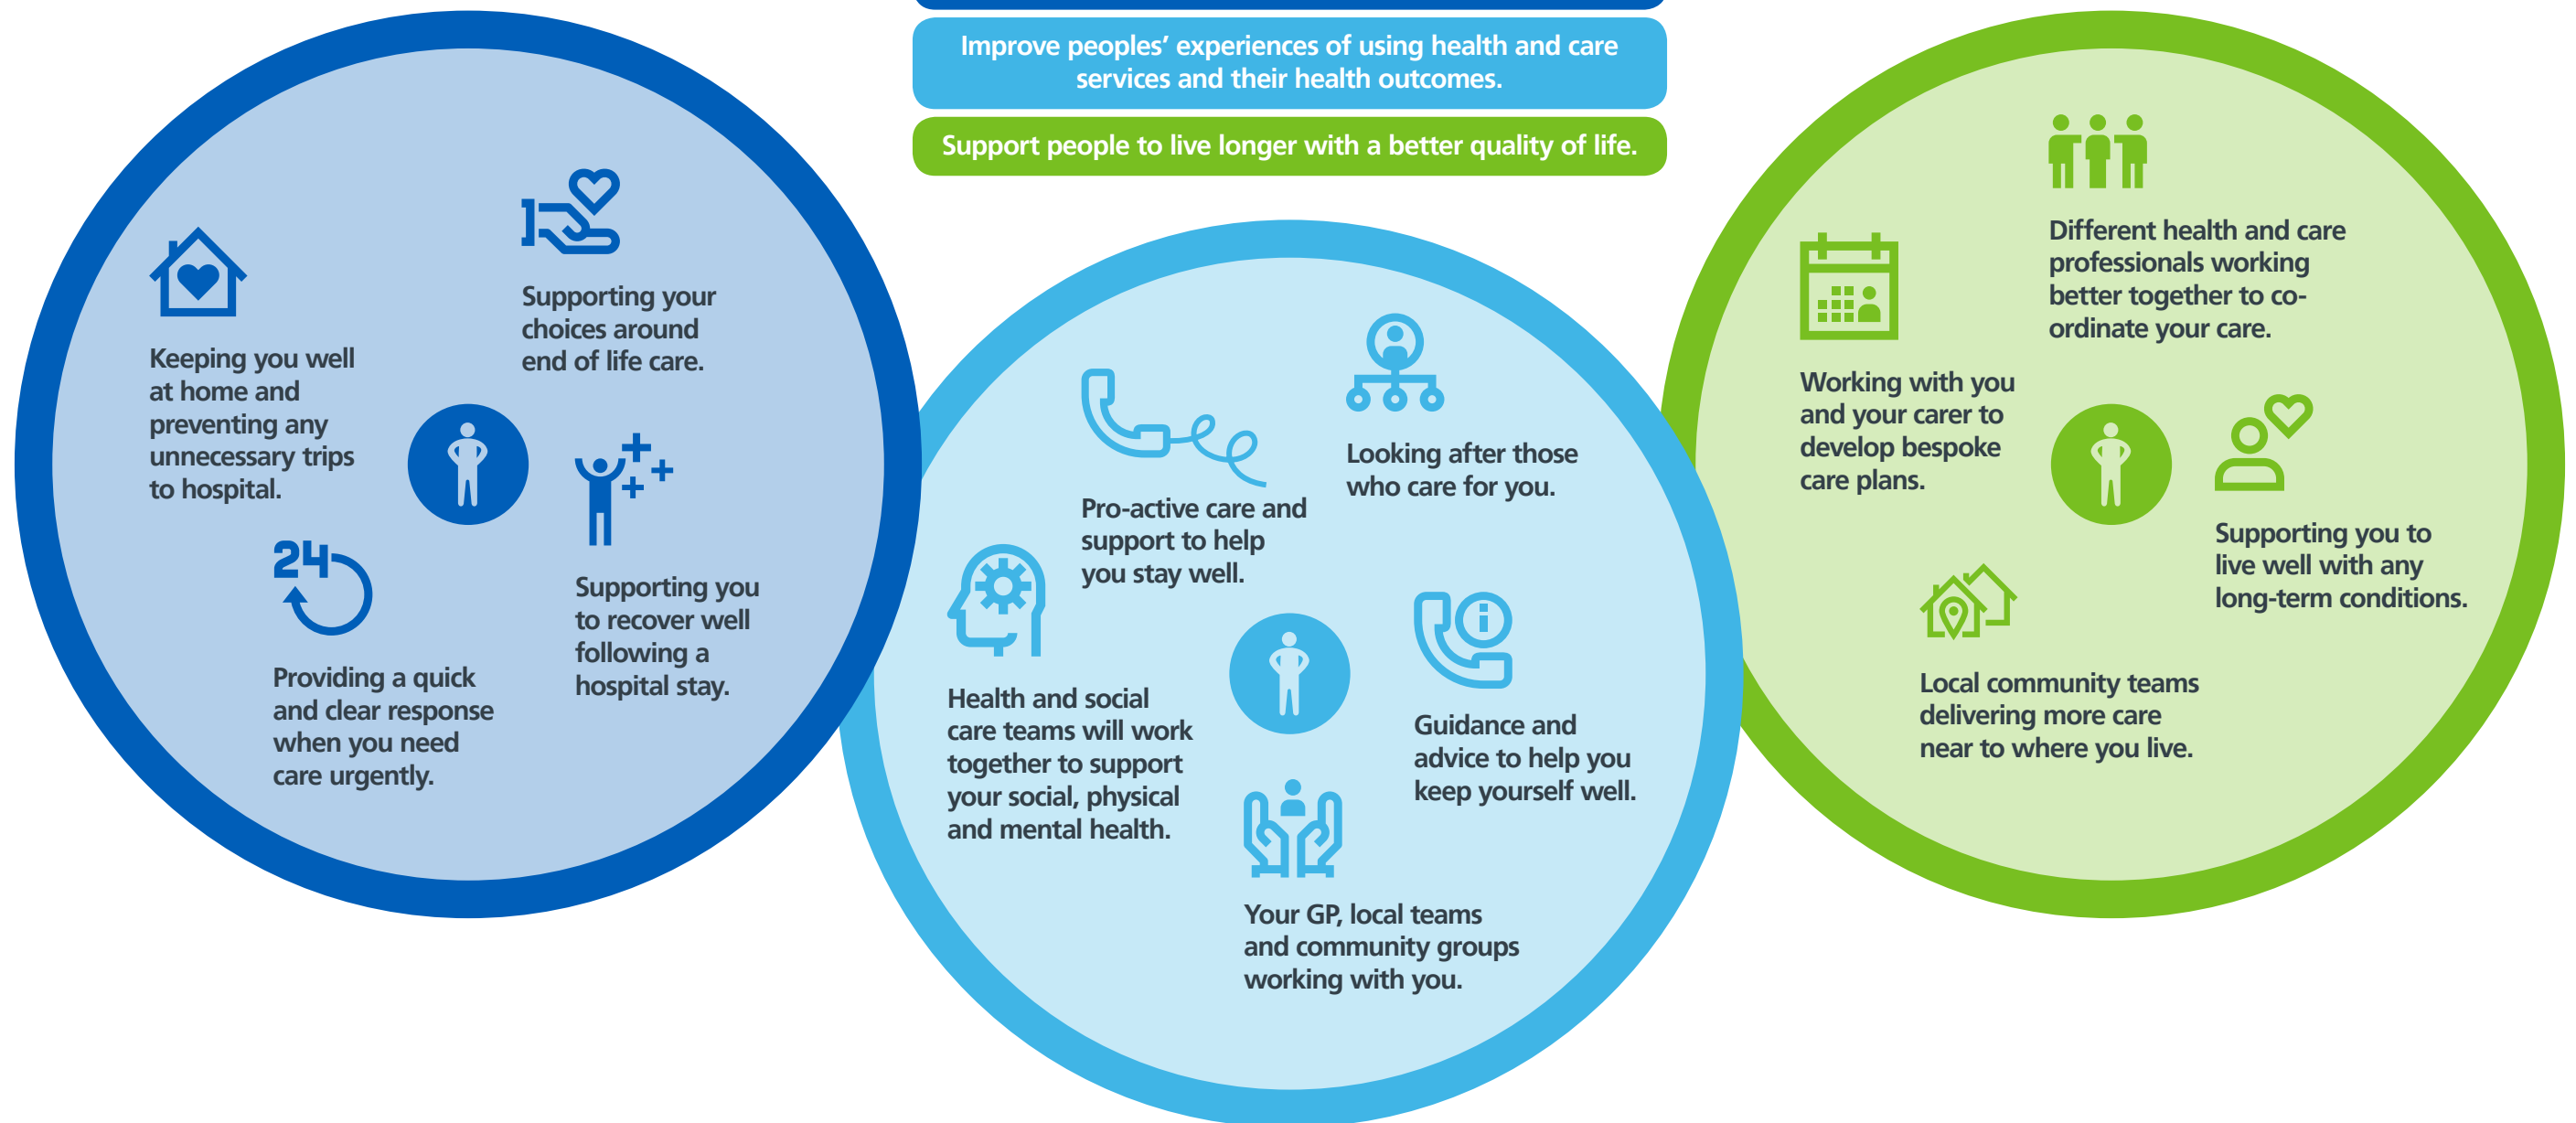 Improve peoples’ experiences of using health and care
services and their health outcomes.
Support people to live longer with a better quality of life.
Supporting your
choices around
end of life care.
Keeping you well
at home and
preventing any
unnecessary trips
to hospital.
24
Supporting you
to recover well
following a
hospital stay.
Providing a quick
and clear response
when you need
care urgently.
Looking after those
who care for you.
Pro-active care and
support to help
you stay well.
Health and social
care teams will work
together to support
your social, physical
and mental health.
i
Guidance and
advice to help you
keep yourself well.
Your GP, local teams
and community groups
working with you.
Different health and care
professionals working
better together to co-
ordinate your care.
Working with you
and your carer to
develop bespoke
care plans.
Supporting you to
live well with any
long-term conditions.
Local community teams
delivering more care
near to where you live.